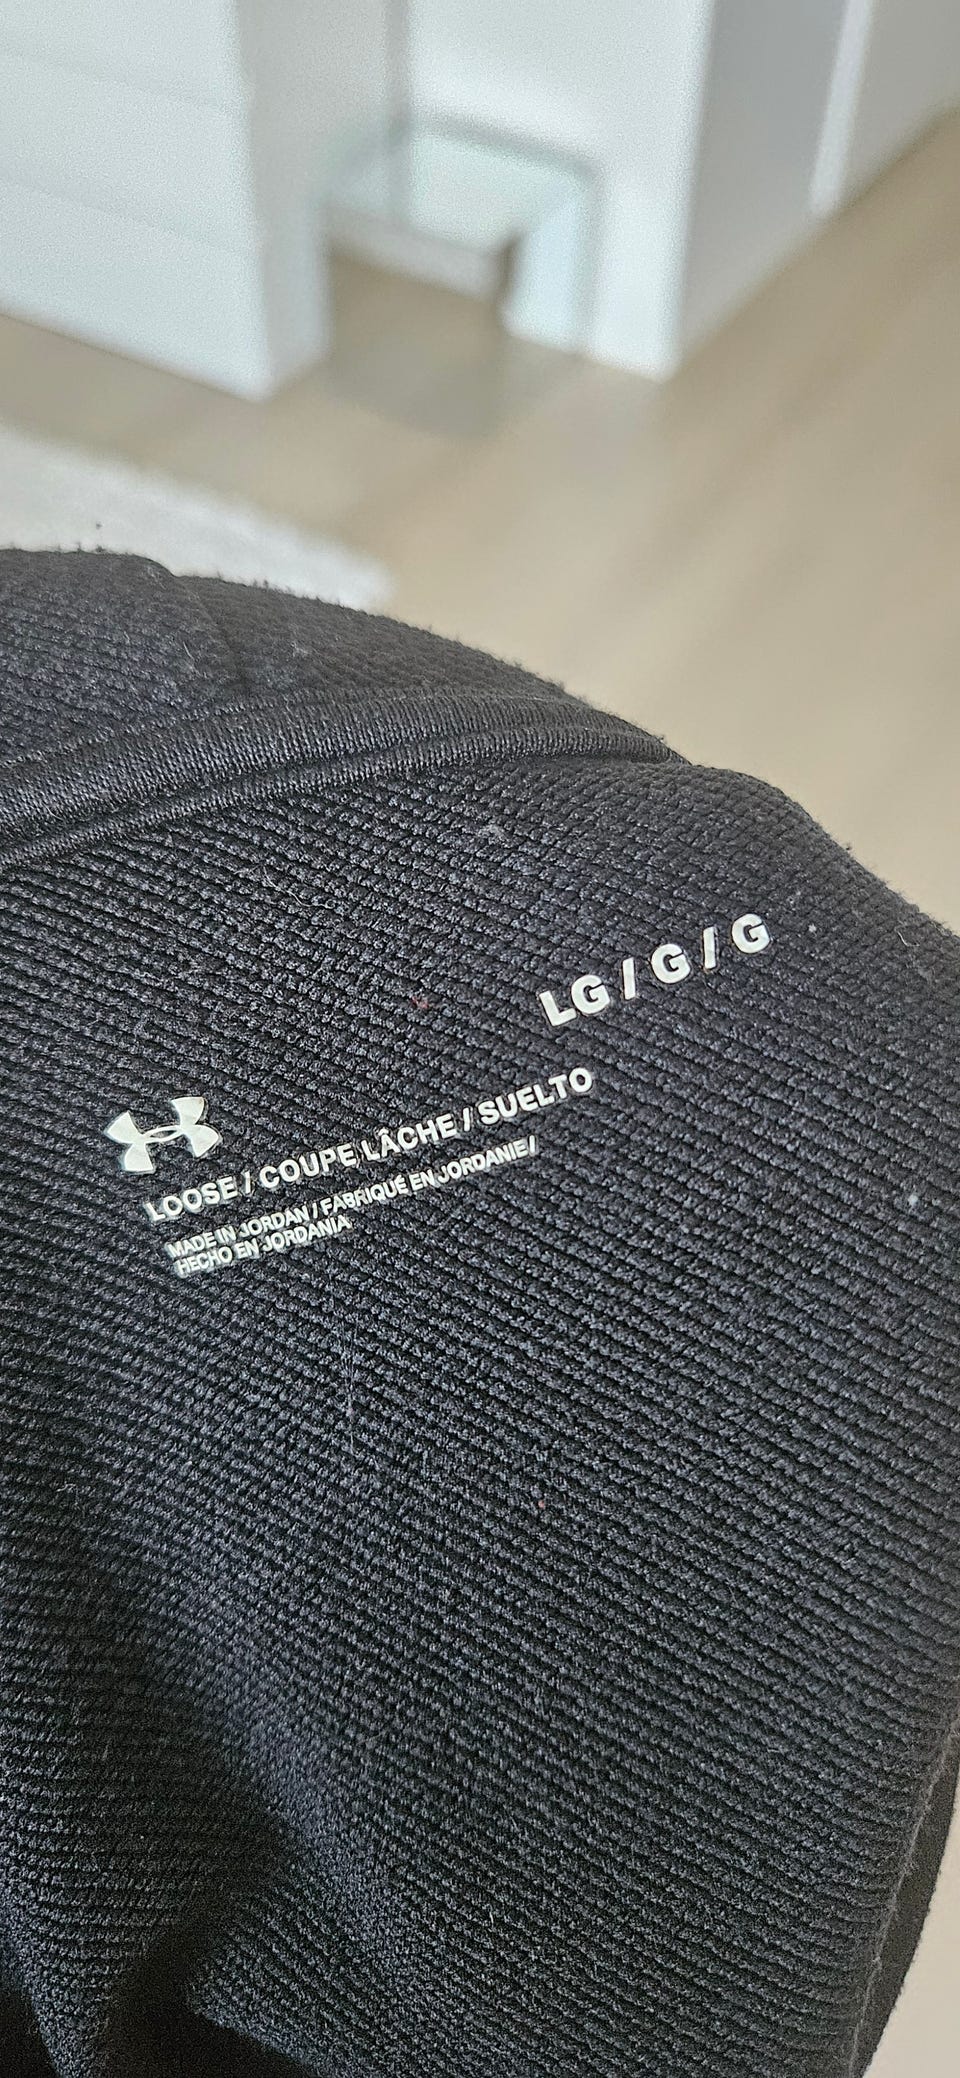 LG / G / G
LOOSE / COUPE LÂCHE / SUELTO
MADE IN JORDAN / FABRIQUÉ EN JORDANIE /
HECHO EN JORDANIA